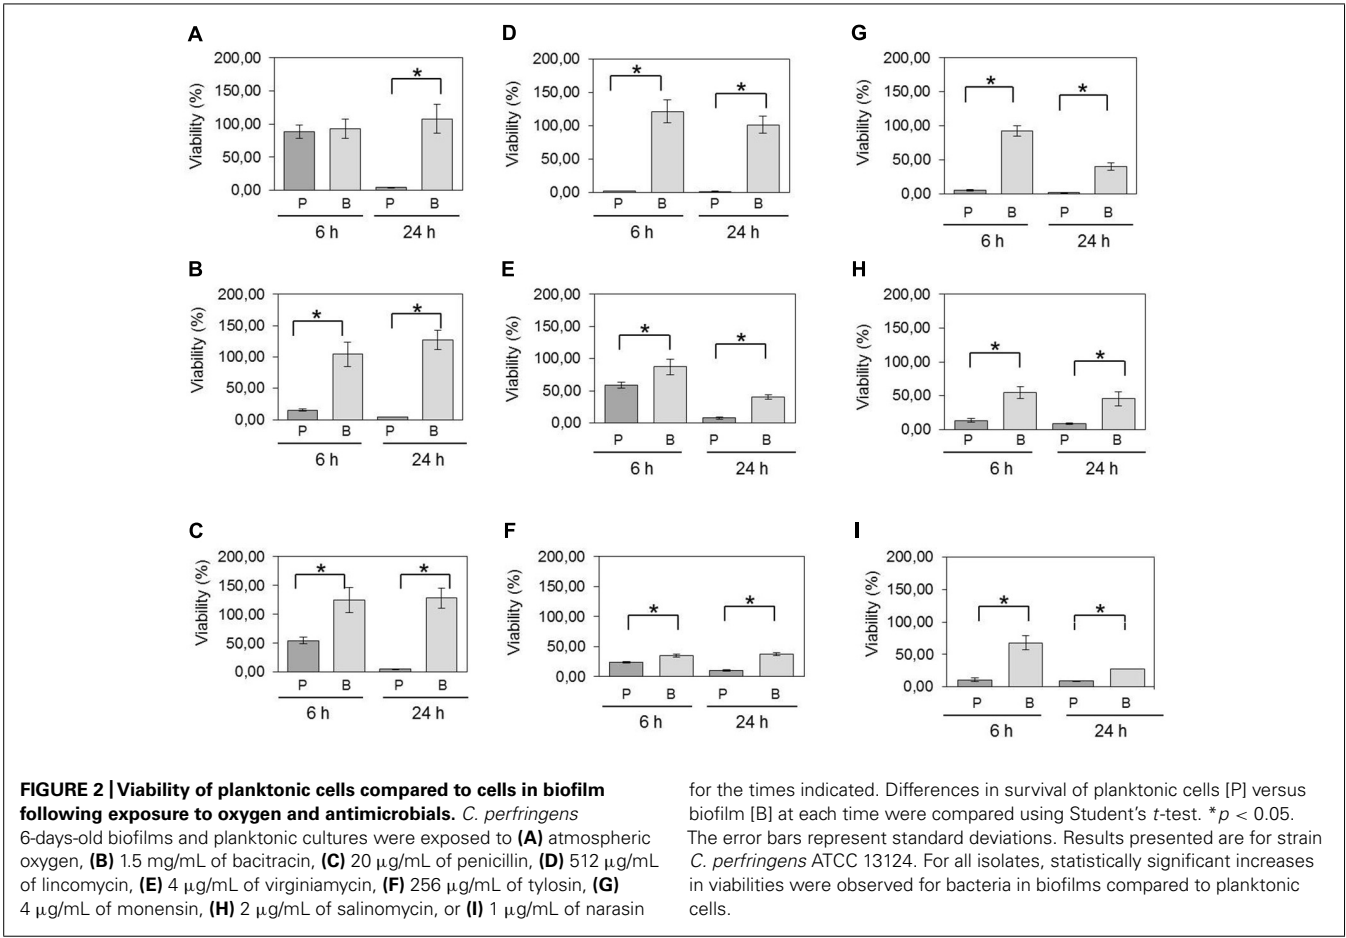 A
Viability (%)
200,00
150,00
100,00
50,00
0,00
*
P B P B
6 h 24 h
D
Viability (%)
200,00
150,00
100,00
50,00
0,00
* *
P B P B
6 h 24 h
G
Viability (%)
200,00
150,00
100,00
50,00
0,00
* *
P B P B
6 h 24 h
B
Viability (%)
200,00
150,00
100,00
50,00
0,00
* *
P B P B
6 h 24 h
E
Viability (%)
200,00
150,00
100,00
50,00
0,00
* *
P B P B
6 h 24 h
H
Viability (%)
200,00
150,00
100,00
50,00
0,00
* *
P B P B
6 h 24 h
C
Viability (%)
200,00
150,00
100,00
50,00
0,00
* *
P B P B
6 h 24 h
F
Viability (%)
200,00
150,00
100,00
50,00
0,00
* *
P B P B
6 h 24 h
I
Viability (%)
200,00
150,00
100,00
50,00
0,00
* *
P B P B
6 h 24 h
FIGURE 2 | Viability of planktonic cells compared to cells in biofilm
following exposure to oxygen and antimicrobials. C. perfringens
6-days-old biofilms and planktonic cultures were exposed to (A) atmospheric
oxygen, (B) 1.5 mg/mL of bacitracin, (C) 20 μg/mL of penicillin, (D) 512 μg/mL
of lincomycin, (E) 4 μg/mL of virginiamycin, (F) 256 μg/mL of tylosin, (G)
4 μg/mL of monensin, (H) 2 μg/mL of salinomycin, or (I) 1 μg/mL of narasin
for the times indicated. Differences in survival of planktonic cells [P] versus
biofilm [B] at each time were compared using Student's t-test. *p < 0.05.
The error bars represent standard deviations. Results presented are for strain
C. perfringens ATCC 13124. For all isolates, statistically significant increases
in viabilities were observed for bacteria in biofilms compared to planktonic
cells.